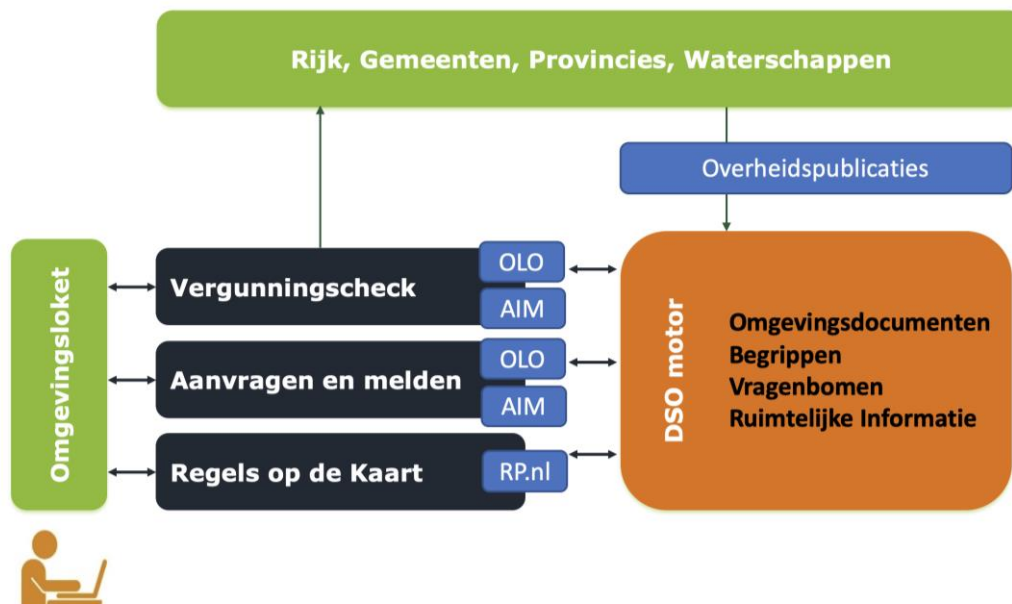 Rijk, Gemeenten, Provincies, Waterschappen
Overheidspublicaties
Omgevingsloket
Vergunningscheck
OLO
AIM
Aanvragen en melden
OLO
AIM
Regels op de Kaart
RP.nl
DSO motor
Omgevingsdocumenten
Begrippen
Vragenbomen
Ruimtelijke Informatie